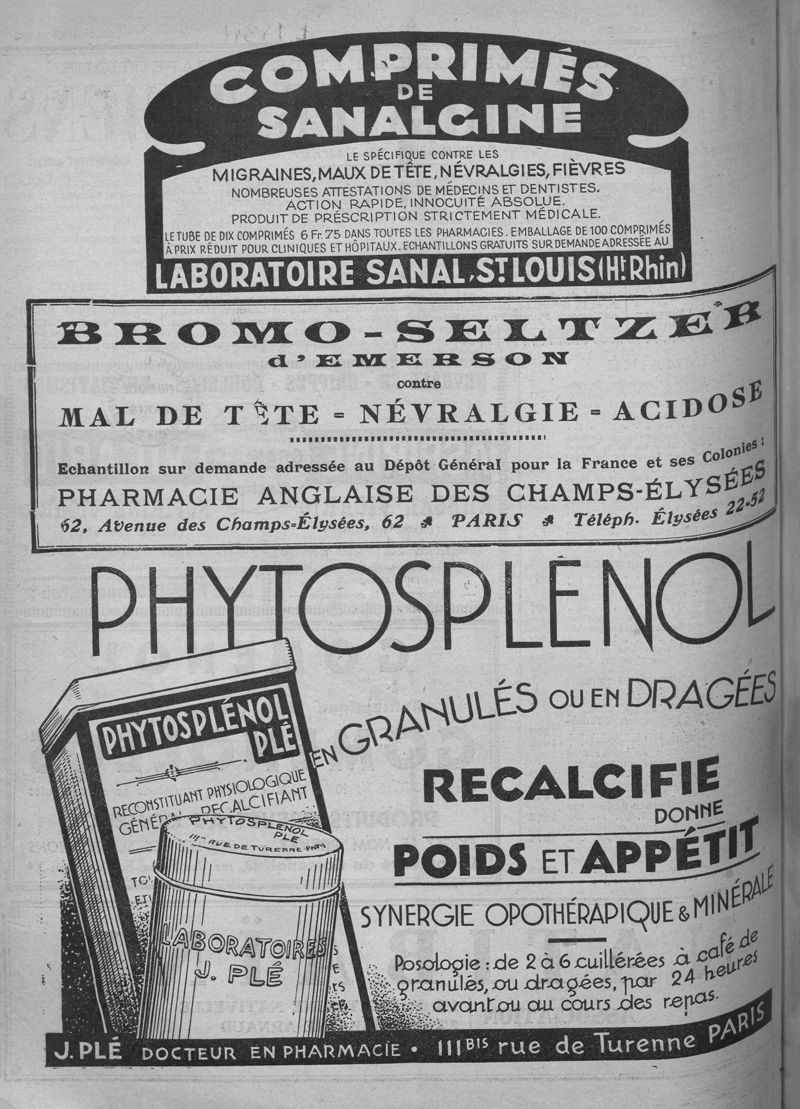 COMPRIMÉS
DE
SANALGINE
LE SPÉCIFIQUE CONTRE LES
MIGRAINES, MAUX DE TÊTE, NÉVRALGIES, FIÈVRES
NOMBREUSES ATTESTATIONS DE MÉDECINS ET DENTISTES.
ACTION RAPIDE, INNOCUITÉ ABSOLUE.
PRODUIT DE PRÉSCRIPTION STRICTEMENT MÉDICALE.
LE TUBE DE DIX COMPRIMÉS 6 Fr. 75 DANS TOUTES LES PHARMACIES. EMBALLAGE DE 100 COMPRIMÉS
À PRIX RÉDUIT POUR CLINIQUES ET HÔPITAUX. ECHANTILLONS GRATUITS SUR DEMANDE ADRESSÉE AU
LABORATOIRE SANAL, ST. LOUIS (Ht. Rhin)
BROMO-SELTZER
d'EMERSON
contre
MAL DE TÊTE = NÉVRALGIE = ACIDOSE
Echantillon sur demande adressée au Dépôt Général pour la France et ses Colonies :
PHARMACIE ANGLAISE DES CHAMPS-ÉLYSÉES
62, Avenue des Champs-Élysées, 62 PARIS Téléph. Élysées 22-52
PHYTOSPLÉNOL
EN GRANULÉS OU EN DRAGÉES
PHYTOSPLÉNOL
PLÉ
RECONSTITUANT PHYSIOLOGIQUE
GÉNÉRAL RECALCIFIANT
PHYTOSPLENOL
PLÉ
111bis RUE DE TURENNE PARIS
LABORATOIRES
J. PLÉ
RECALCIFIE
DONNE
POIDS ET APPÉTIT
SYNERGIE OPOTHÉRAPIQUE & MINÉRALE
Posologie : de 2 à 6 cuillérées à café de
granulés, ou dragées, par 24 heures
avant ou au cours des repas.
J. PLÉ DOCTEUR EN PHARMACIE • 111BIS rue de Turenne PARIS